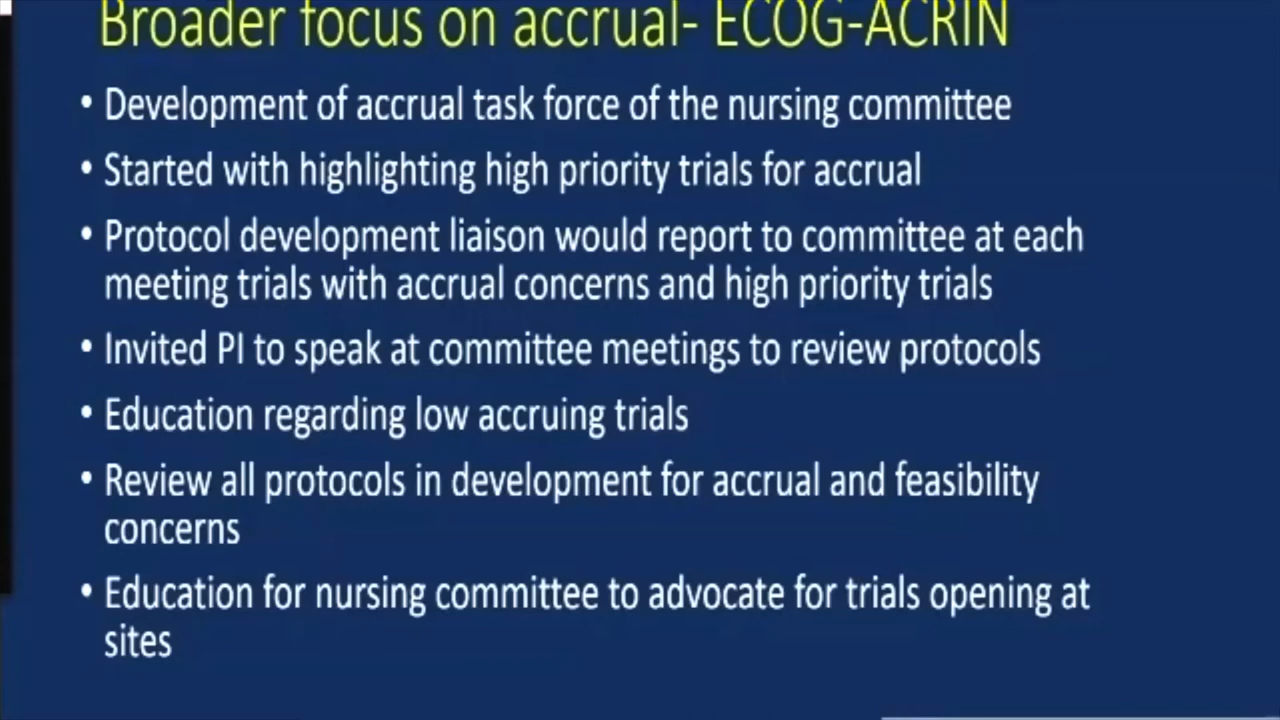 Broader focus on accrual- ECOG-ACRIN
• Development of accrual task force of the nursing committee
• Started with highlighting high priority trials for accrual
• Protocol development liaison would report to committee at each
meeting trials with accrual concerns and high priority trials
• Invited PI to speak at committee meetings to review protocols
• Education regarding low accruing trials
• Review all protocols in development for accrual and feasibility
concerns
• Education for nursing committee to advocate for trials opening at
sites